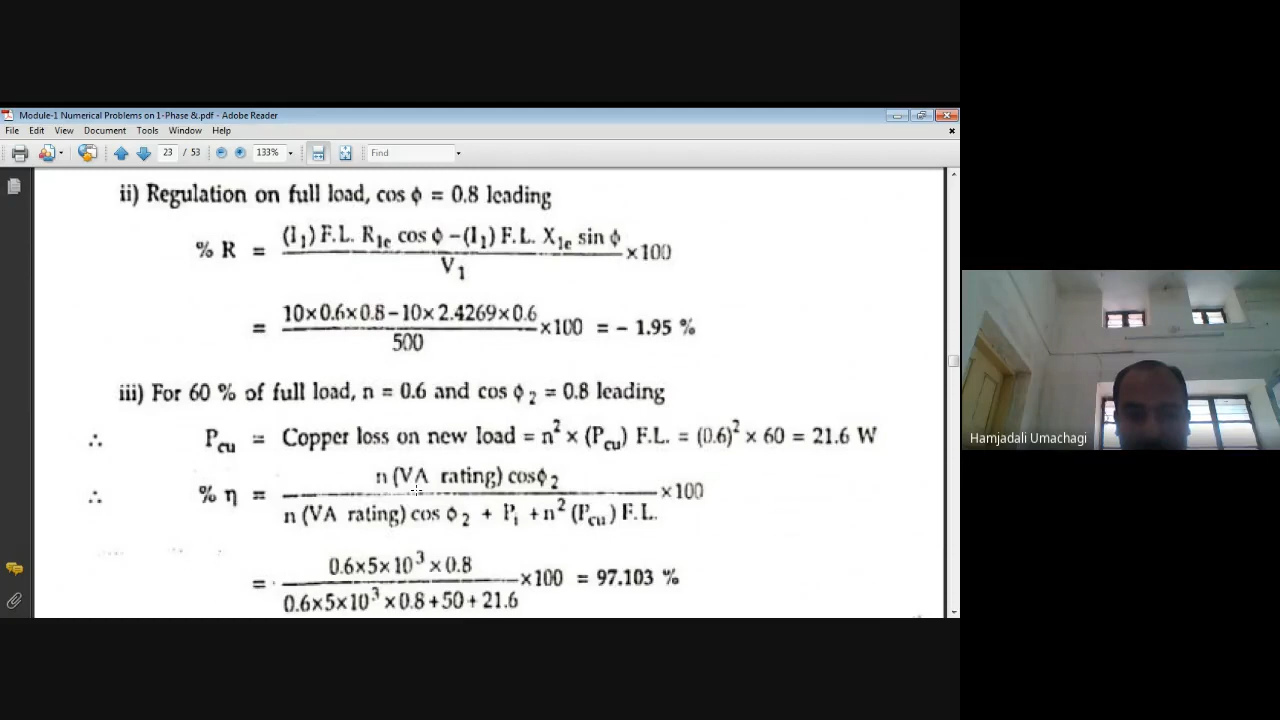 Module-1 Numerical Problems on 1-Phase &.pdf - Adobe Reader
File Edit View Document Tools Window Help
23 / 53 133% Find
ii) Regulation on full load, cos ϕ = 0.8 leading
% R = (I₁) F.L. R₁ₑ cos ϕ − (I₁) F.L. X₁ₑ sin ϕ / V₁ ×100
= 10×0.6×0.8−10×2.4269×0.6 / 500 ×100 = − 1.95 %
iii) For 60 % of full load, n = 0.6 and cos ϕ₂ = 0.8 leading
∴ P_cu = Copper loss on new load = n² × (P_cu) F.L. = (0.6)² × 60 = 21.6 W
∴ % η = n (VA rating) cosϕ₂ / n (VA rating) cos ϕ₂ + Pᵢ + n² (P_cu) F.L. ×100
= 0.6×5×10³×0.8 / 0.6×5×10³×0.8+50+21.6 ×100 = 97.103 %
Hamjadali Umachagi